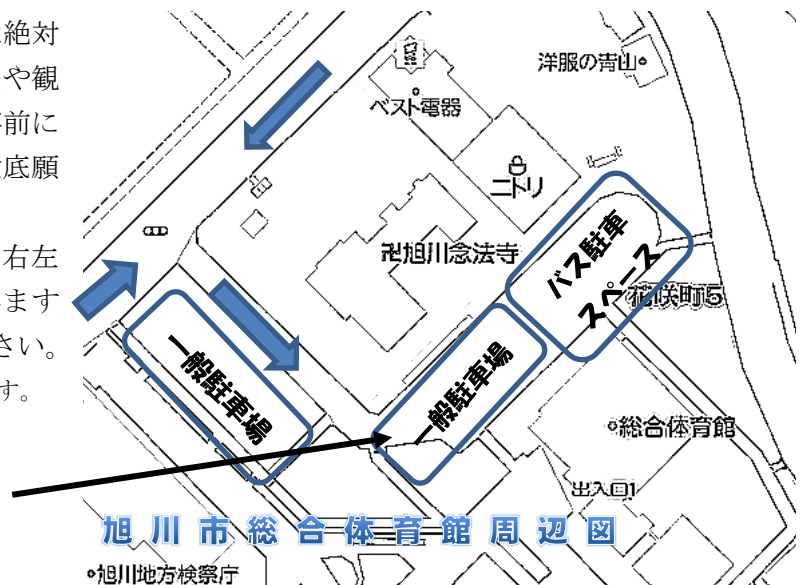 絶対
や観
前に
底願
右左
ます
さい。
す。
洋服の青山
ベスト電器
ニトリ
卍旭川念法寺
バス駐車
スペース
花咲町5
一般駐車場
一般駐車場
総合体育館
出入口1
旭川市総合体育館周辺図
旭川地方検察庁